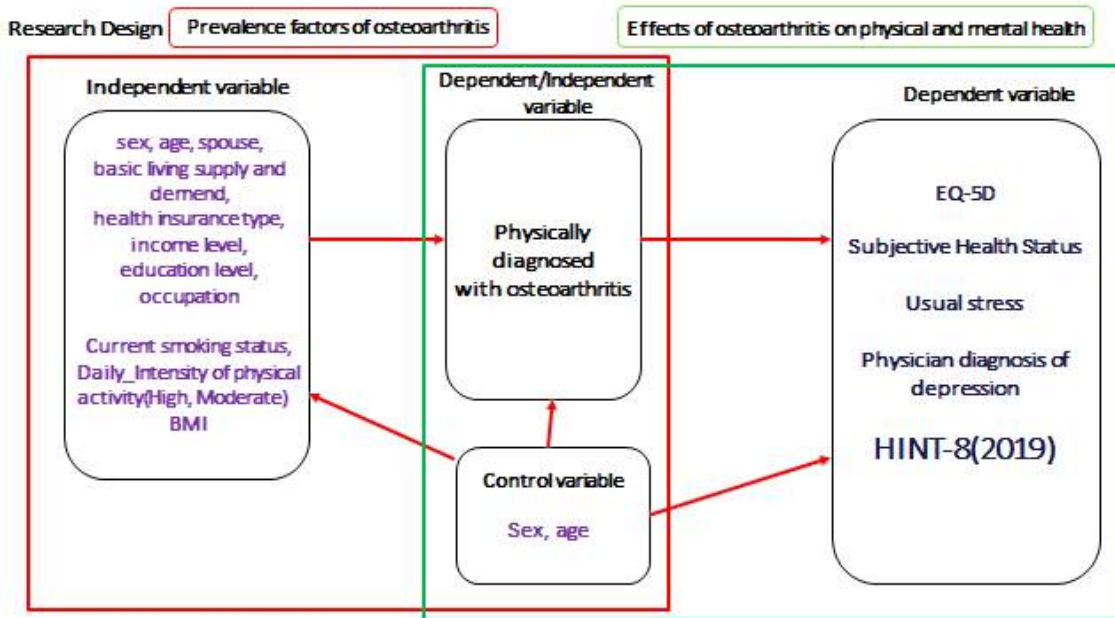 Research Design
Prevalence factors of osteoarthritis
Effects of osteoarthritis on physical and mental health
Independent variable
sex, age, spouse,
basic living supply and
demend,
health insurance type,
income level,
education level,
occupation
Current smoking status,
Daily_Intensity of physical
activity(High, Moderate)
BMI
Dependent/Independent
variable
Physically
diagnosed
with osteoarthritis
Control variable
Sex, age
Dependent variable
EQ-5D
Subjective Health Status
Usual stress
Physician diagnosis of
depression
HINT-8(2019)